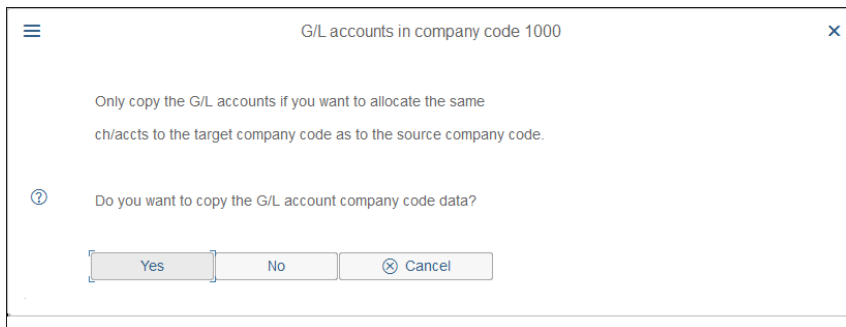 G/L accounts in company code 1000
Only copy the G/L accounts if you want to allocate the same
ch/accts to the target company code as to the source company code.
Do you want to copy the G/L account company code data?
Yes No Cancel